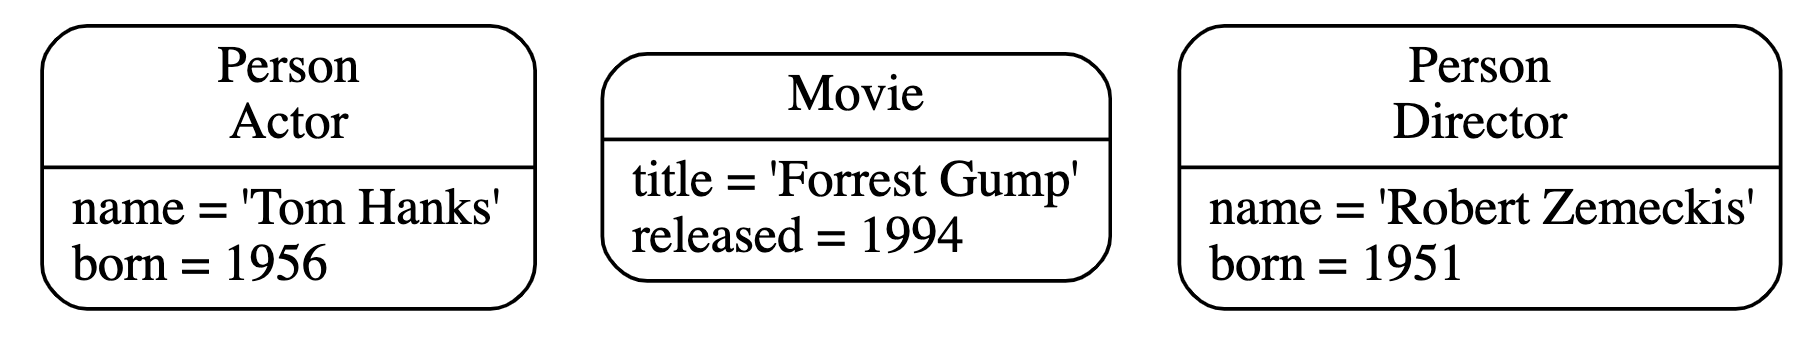 Person
Actor
name = 'Tom Hanks'
born = 1956
Movie
title = 'Forrest Gump'
released = 1994
Person
Director
name = 'Robert Zemeckis'
born = 1951